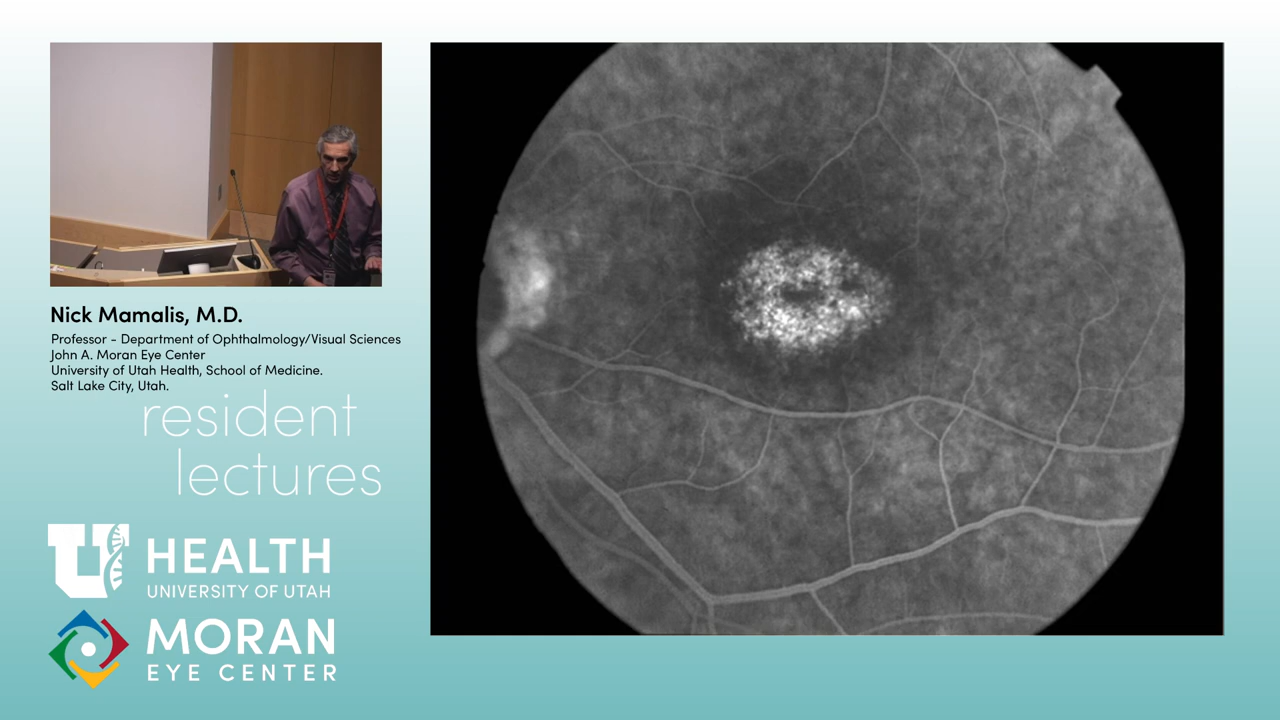 Nick Mamalis, M.D.
Professor - Department of Ophthalmology/Visual Sciences
John A. Moran Eye Center
University of Utah Health, School of Medicine.
Salt Lake City, Utah.
resident
lectures
U HEALTH
UNIVERSITY OF UTAH
MORAN
EYE CENTER